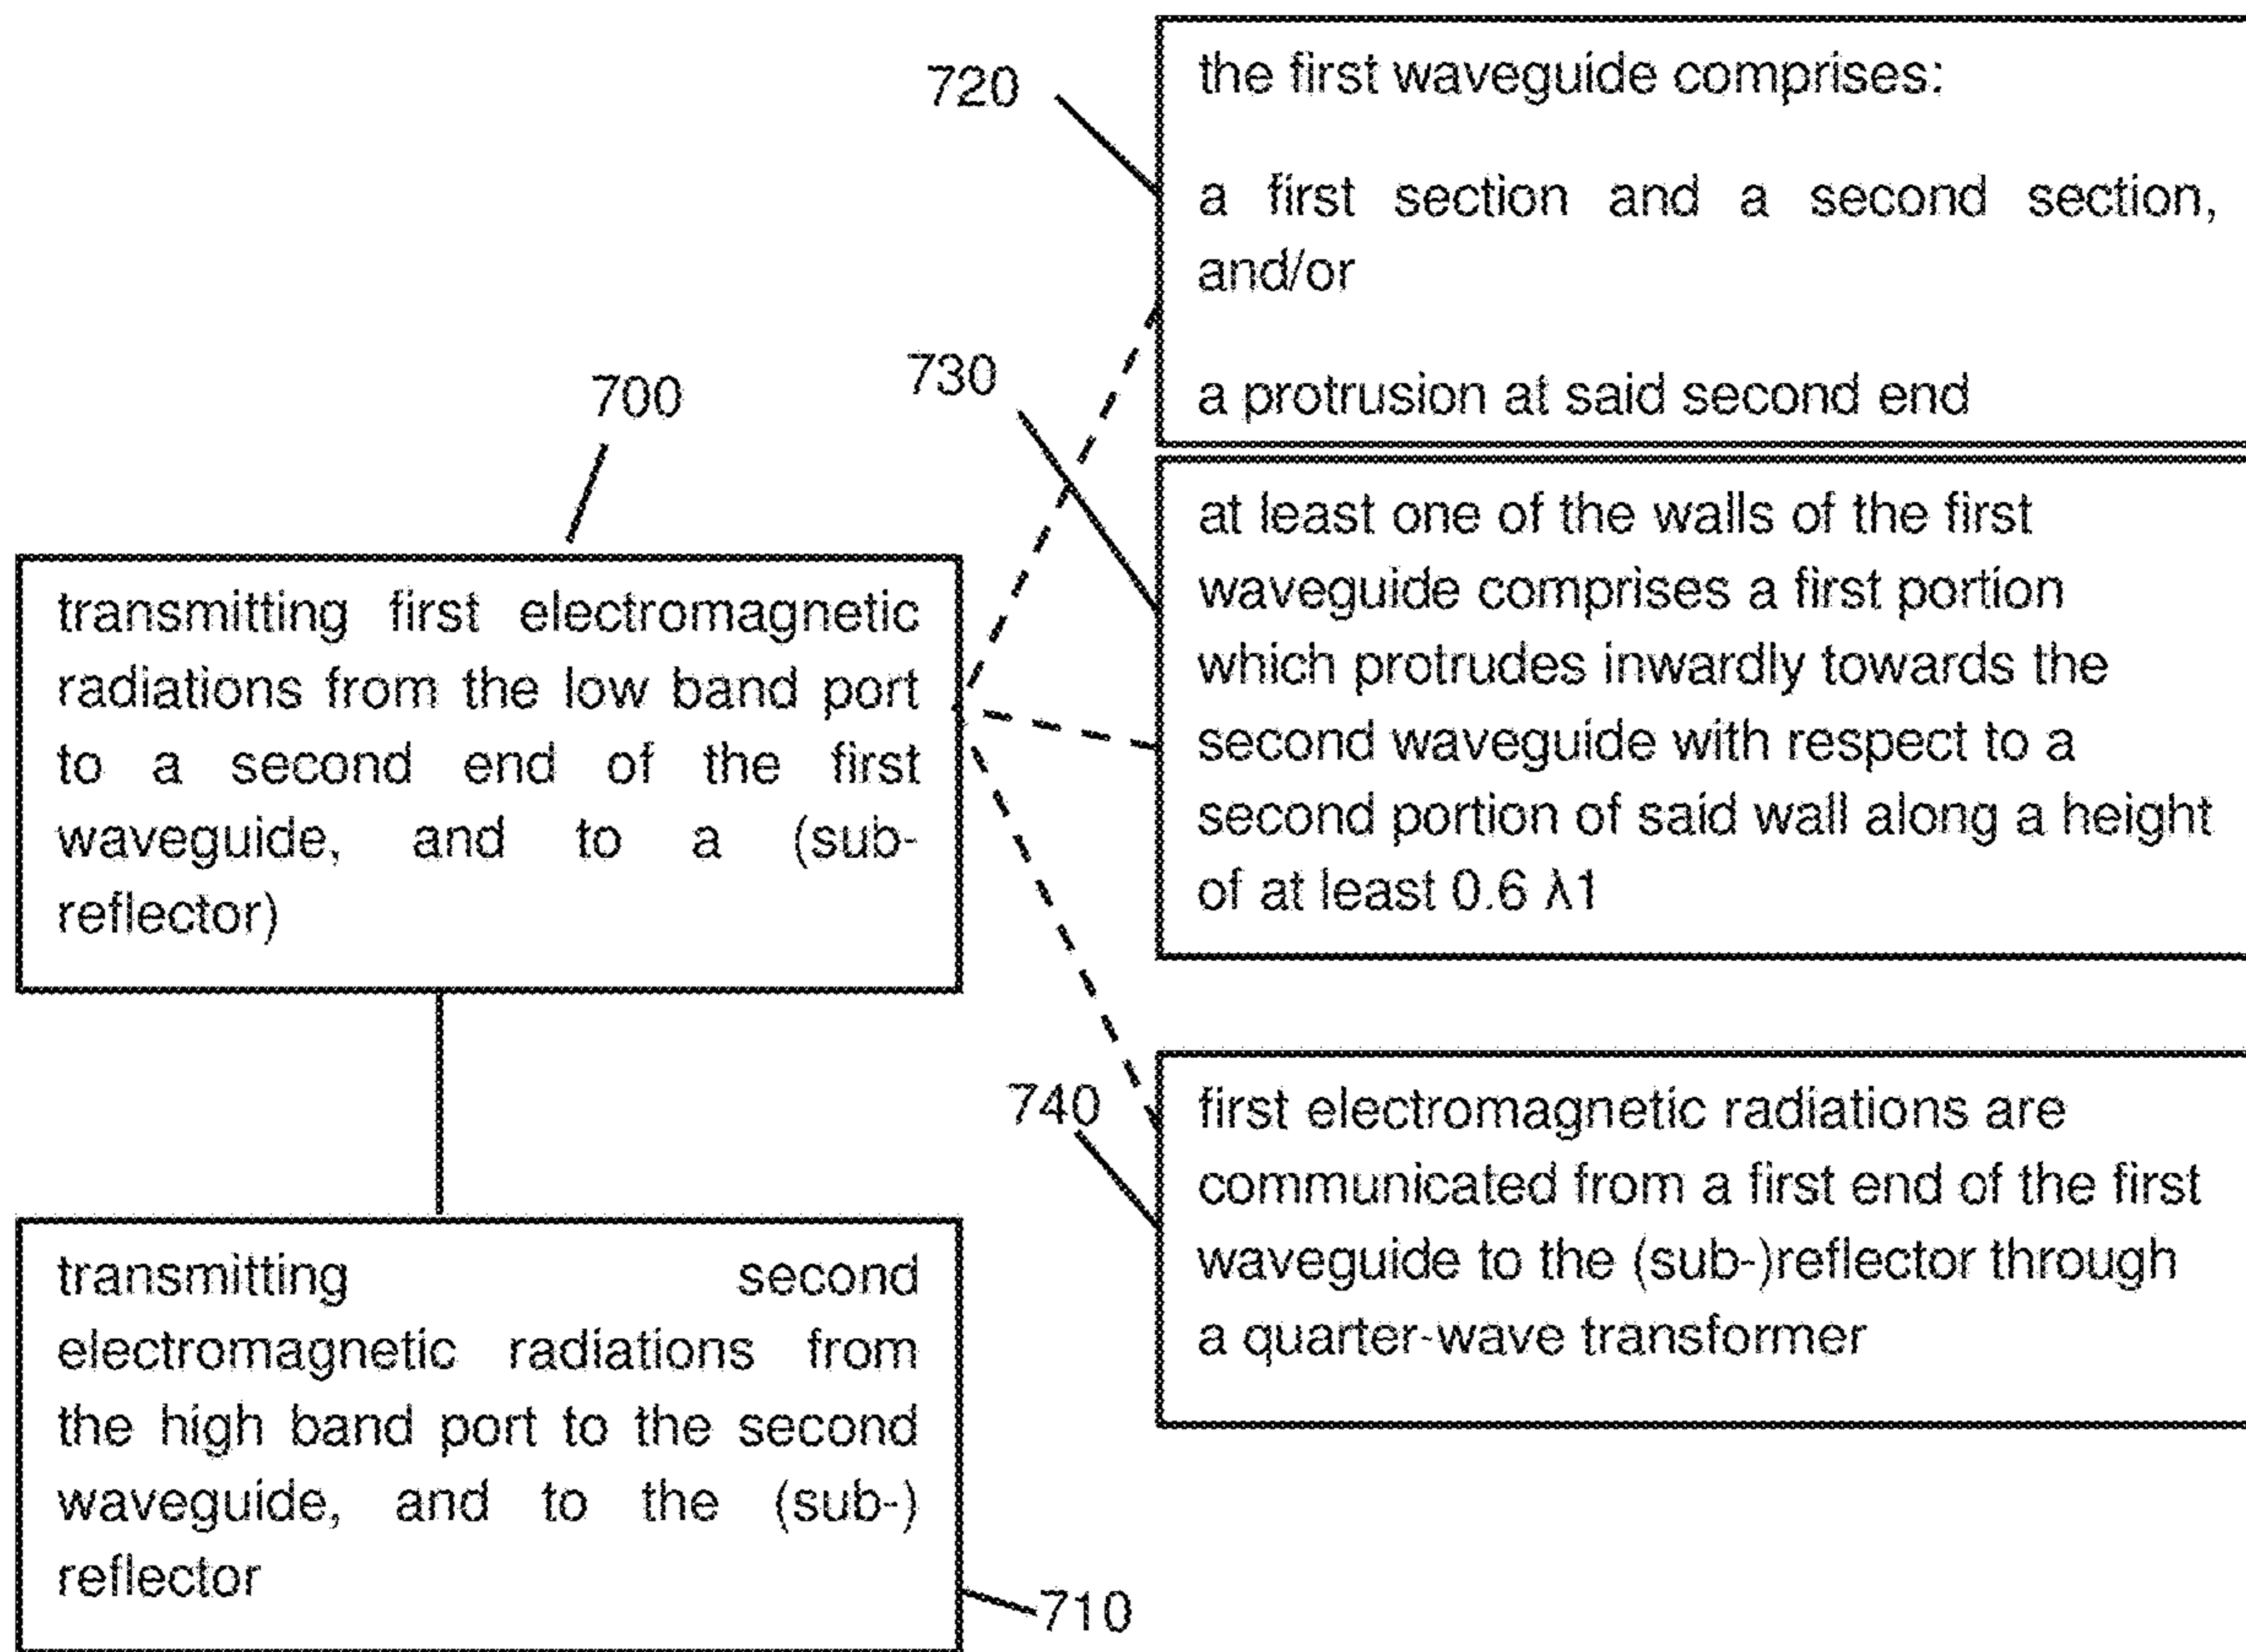 720
the first waveguide comprises:
a first section and a second section,
and/or
a protrusion at said second end
730
at least one of the walls of the first
waveguide comprises a first portion
which protrudes inwardly towards the
second waveguide with respect to a
second portion of said wall along a height
of at least 0.6 λ1
700
transmitting first electromagnetic
radiations from the low band port
to a second end of the first
waveguide, and to a (sub-
reflector)
740
first electromagnetic radiations are
communicated from a first end of the first
waveguide to the (sub-)reflector through
a quarter-wave transformer
transmitting second
electromagnetic radiations from
the high band port to the second
waveguide, and to the (sub-)
reflector
710